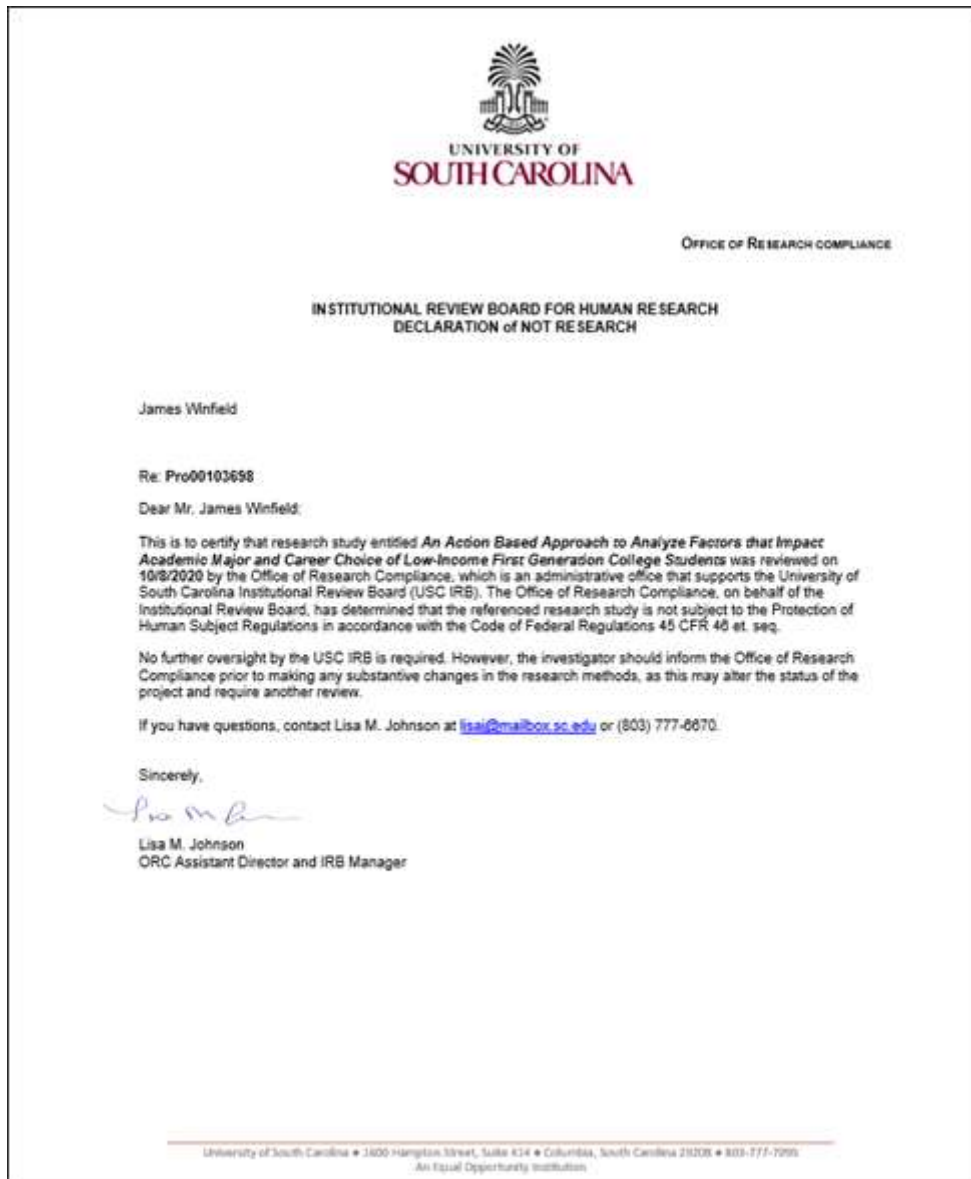 UNIVERSITY OF
SOUTH CAROLINA
OFFICE OF RESEARCH COMPLIANCE
INSTITUTIONAL REVIEW BOARD FOR HUMAN RESEARCH
DECLARATION of NOT RESEARCH
James Winfield
Re: Pro00103698
Dear Mr. James Winfield:
This is to certify that research study entitled An Action Based Approach to Analyze Factors that Impact
Academic Major and Career Choice of Low-Income First Generation College Students was reviewed on
10/8/2020 by the Office of Research Compliance, which is an administrative office that supports the University of
South Carolina Institutional Review Board (USC IRB). The Office of Research Compliance, on behalf of the
Institutional Review Board, has determined that the referenced research study is not subject to the Protection of
Human Subject Regulations in accordance with the Code of Federal Regulations 45 CFR 46 et. seq.
No further oversight by the USC IRB is required. However, the investigator should inform the Office of Research
Compliance prior to making any substantive changes in the research methods, as this may alter the status of the
project and require another review.
If you have questions, contact Lisa M. Johnson at lisaj@mailbox.sc.edu or (803) 777-6670.
Sincerely,
Lisa M. Johnson
ORC Assistant Director and IRB Manager
University of South Carolina ● 1600 Hampton Street, Suite 414 ● Columbia, South Carolina 29208 ● 803-777-7095
An Equal Opportunity Institution